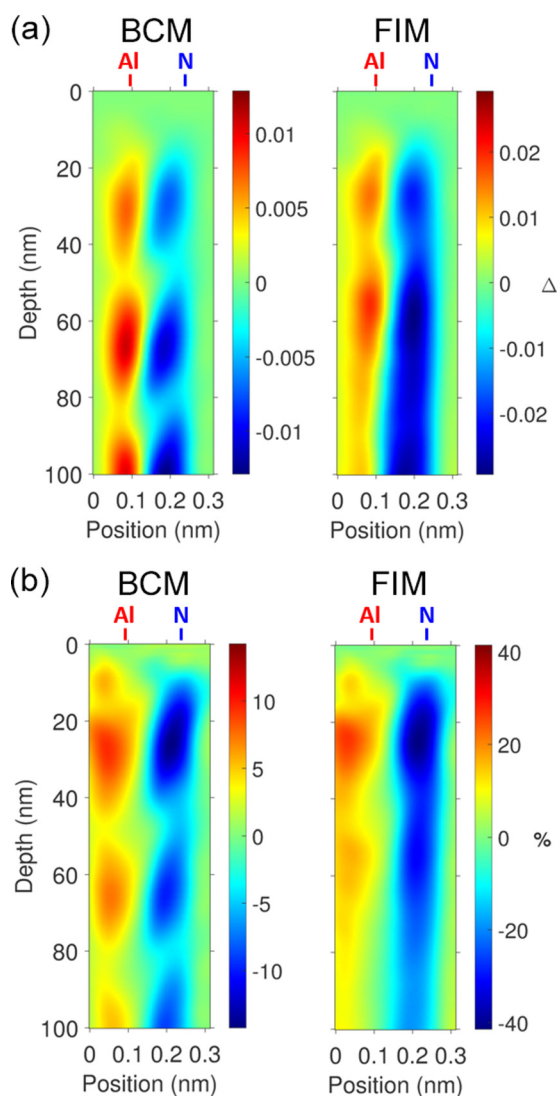 (a) BCM FIM
Al N Al N
0
20
40
60
80
100
Depth (nm)
0 0.1 0.2 0.3
Position (nm)
0.01
0.005
0
-0.005
-0.01
0 0.1 0.2 0.3
Position (nm)
0.02
0.01
0
-0.01
-0.02
Δ
(b) BCM FIM
Al N Al N
0
20
40
60
80
100
Depth (nm)
0 0.1 0.2 0.3
Position (nm)
10
5
0
-5
-10
0 0.1 0.2 0.3
Position (nm)
40
20
0
-20
-40
%